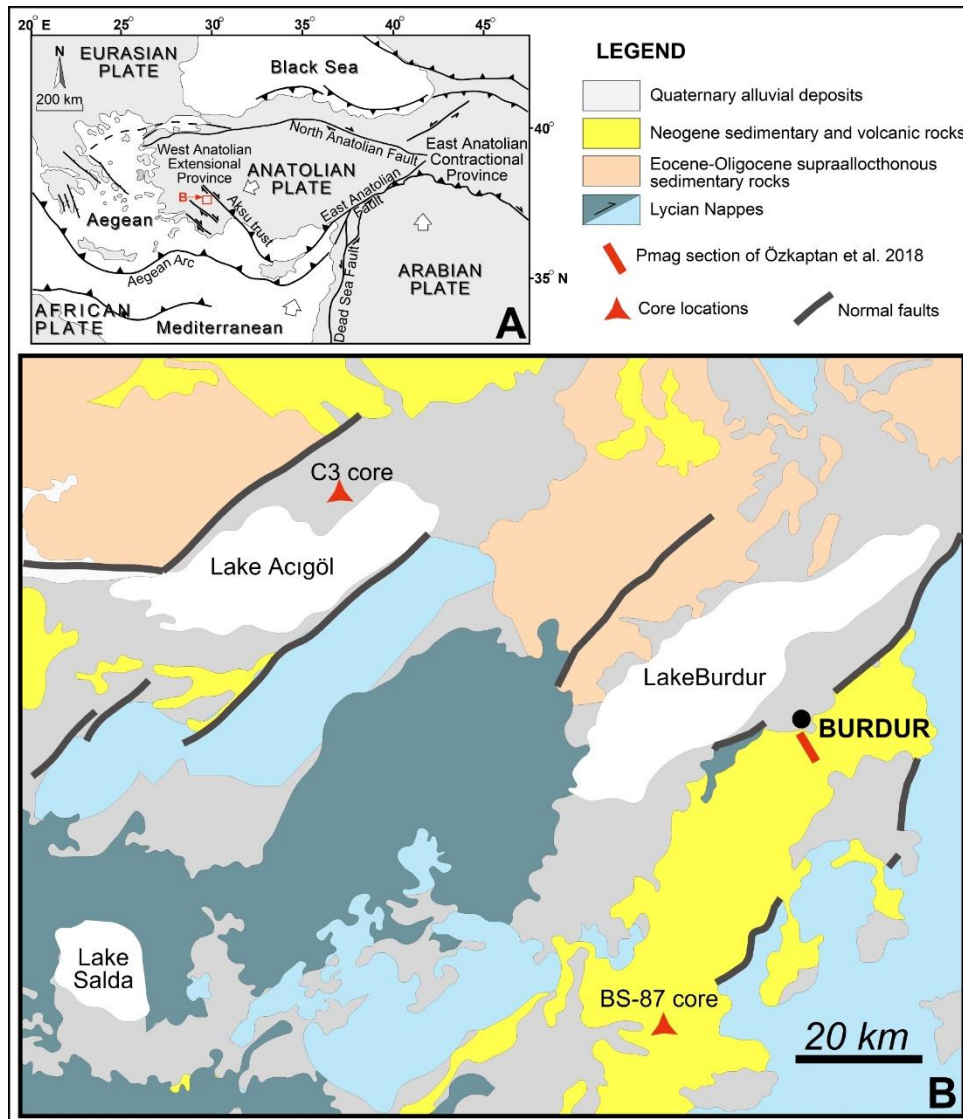 20°E
25°
30°
35°
40°
45°
N
200 km
EURASIAN
PLATE
Black Sea
40°
North Anatolian Fault
West Anatolian
Extensional
Province
East Anatolian
Contractional
Province
ANATOLIAN
PLATE
B
Aksu trust
East Anatolian
Fault
Aegean
Aegean Arc
ARABIAN
PLATE
35° N
Dead Sea Fault
AFRICAN
PLATE
Mediterranean
A
LEGEND
Quaternary alluvial deposits
Neogene sedimentary and volcanic rocks
Eocene-Oligocene supraallocthonous
sedimentary rocks
Lycian Nappes
Pmag section of Özkaptan et al. 2018
Core locations
Normal faults
C3 core
Lake Acıgöl
LakeBurdur
BURDUR
Lake
Salda
BS-87 core
20 km
B